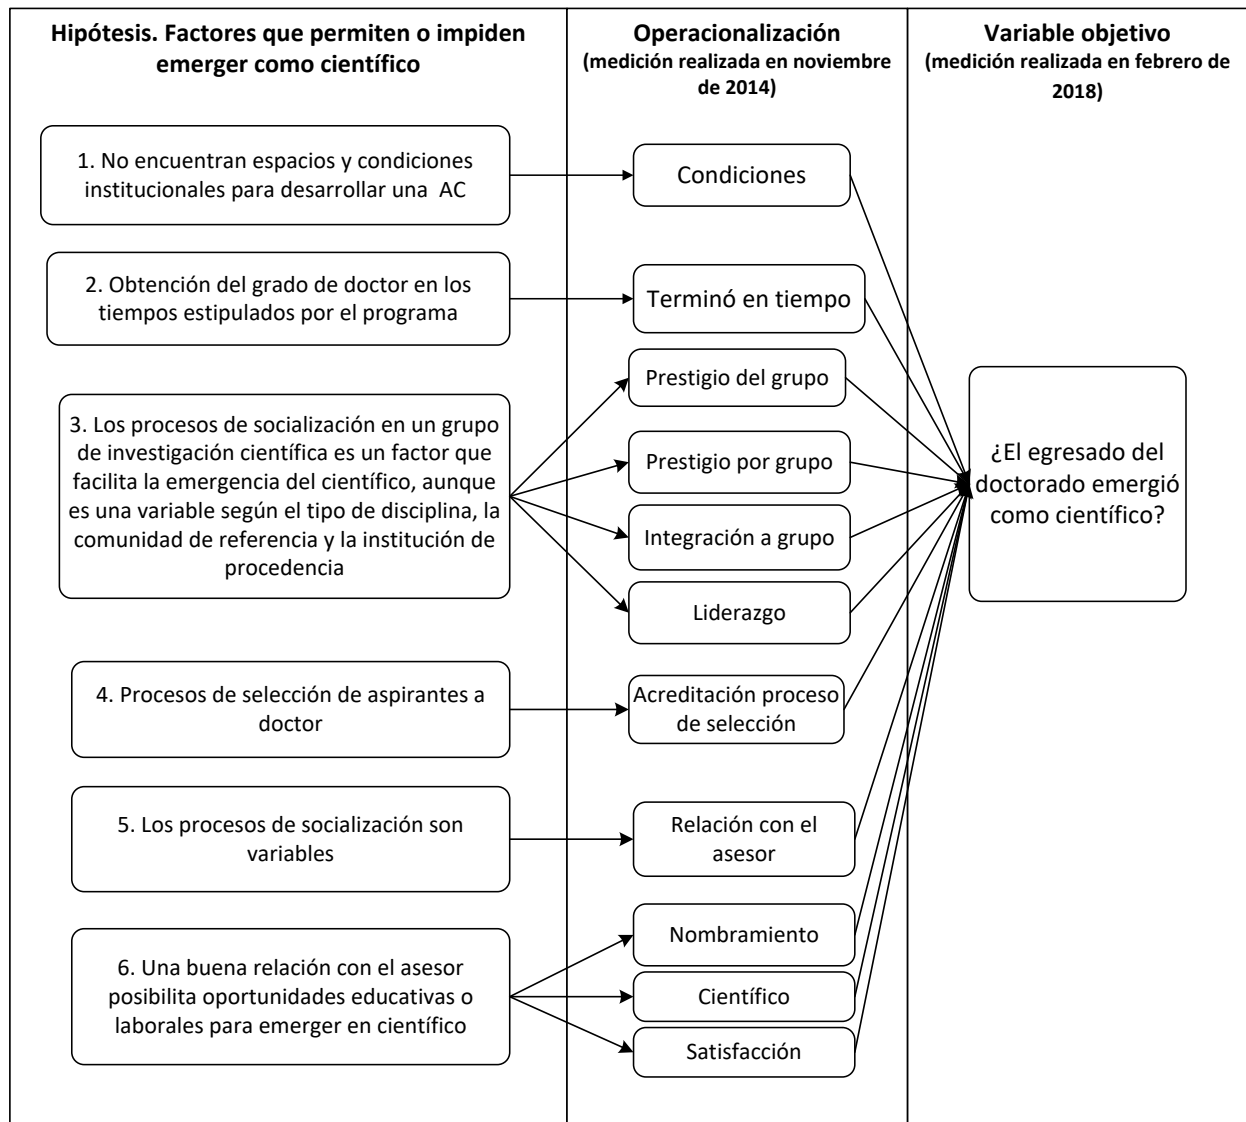 Hipótesis. Factores que permiten o impiden
emerger como científico
Operacionalización
(medición realizada en noviembre
de 2014)
Variable objetivo
(medición realizada en febrero de
2018)
1. No encuentran espacios y condiciones
institucionales para desarrollar una AC
Condiciones
2. Obtención del grado de doctor en los
tiempos estipulados por el programa
Terminó en tiempo
3. Los procesos de socialización en un grupo
de investigación científica es un factor que
facilita la emergencia del científico, aunque
es una variable según el tipo de disciplina, la
comunidad de referencia y la institución de
procedencia
Prestigio del grupo
Prestigio por grupo
Integración a grupo
Liderazgo
4. Procesos de selección de aspirantes a
doctor
Acreditación proceso
de selección
5. Los procesos de socialización son
variables
Relación con el
asesor
6. Una buena relación con el asesor
posibilita oportunidades educativas o
laborales para emerger en científico
Nombramiento
Científico
Satisfacción
¿El egresado del
doctorado emergió
como científico?